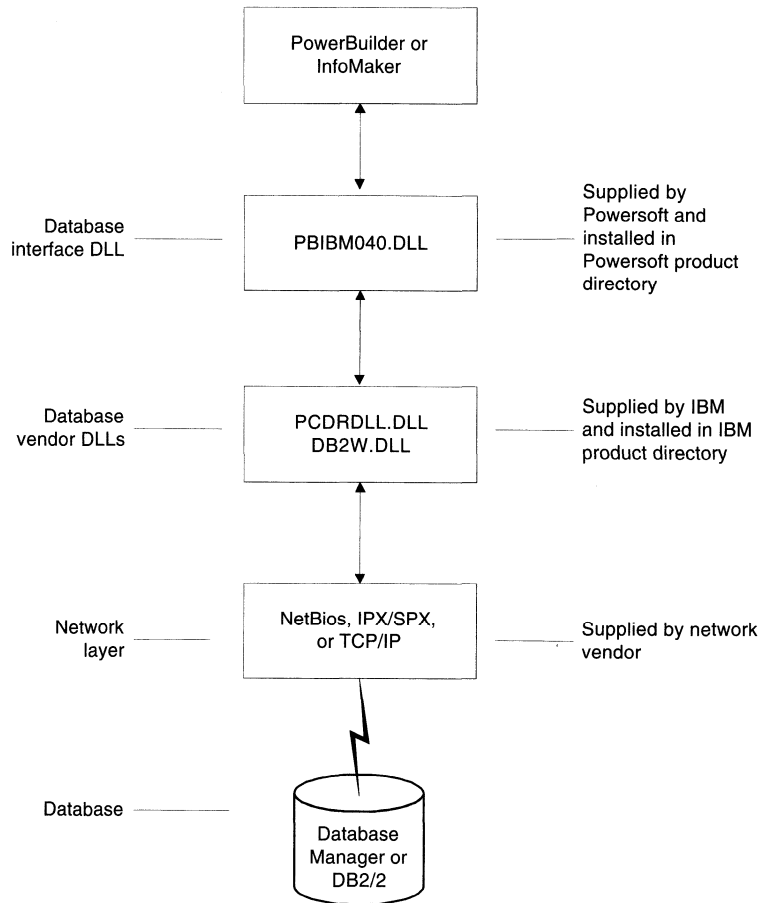 PowerBuilder or
InfoMaker
Database
interface DLL
PBIBM040.DLL
Supplied by
Powersoft and
installed in
Powersoft product
directory
Database
vendor DLLs
PCDRDLL.DLL
DB2W.DLL
Supplied by IBM
and installed in IBM
product directory
Network
layer
NetBios, IPX/SPX,
or TCP/IP
Supplied by network
vendor
Database
Database
Manager or
DB2/2